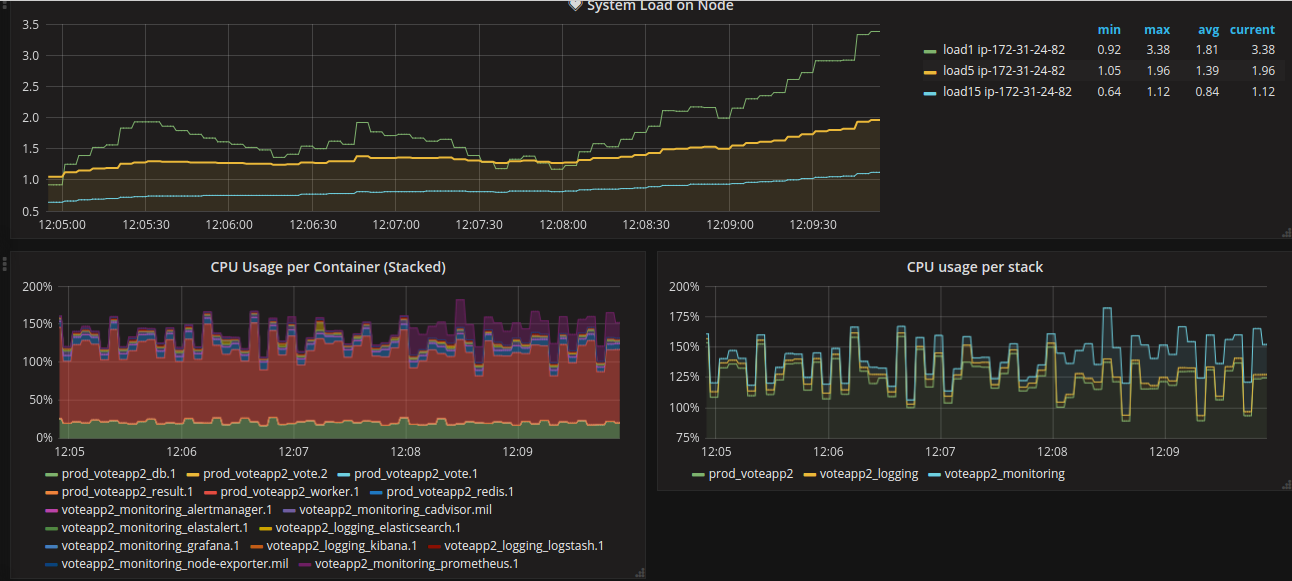 System Load on Node
3.5
3.0
2.5
2.0
1.5
1.0
0.5
12:05:00 12:05:30 12:06:00 12:06:30 12:07:00 12:07:30 12:08:00 12:08:30 12:09:00 12:09:30
min max avg current
load1 ip-172-31-24-82 0.92 3.38 1.81 3.38
load5 ip-172-31-24-82 1.05 1.96 1.39 1.96
load15 ip-172-31-24-82 0.64 1.12 0.84 1.12
CPU Usage per Container (Stacked)
200%
150%
100%
50%
0%
12:05 12:06 12:07 12:08 12:09
prod_voteapp2_db.1 prod_voteapp2_vote.2 prod_voteapp2_vote.1
prod_voteapp2_result.1 prod_voteapp2_worker.1 prod_voteapp2_redis.1
voteapp2_monitoring_alertmanager.1 voteapp2_monitoring_cadvisor.mil
voteapp2_monitoring_elastalert.1 voteapp2_logging_elasticsearch.1
voteapp2_monitoring_grafana.1 voteapp2_logging_kibana.1 voteapp2_logging_logstash.1
voteapp2_monitoring_node-exporter.mil voteapp2_monitoring_prometheus.1
CPU usage per stack
200%
175%
150%
125%
100%
75%
12:05 12:06 12:07 12:08 12:09
prod_voteapp2 voteapp2_logging voteapp2_monitoring